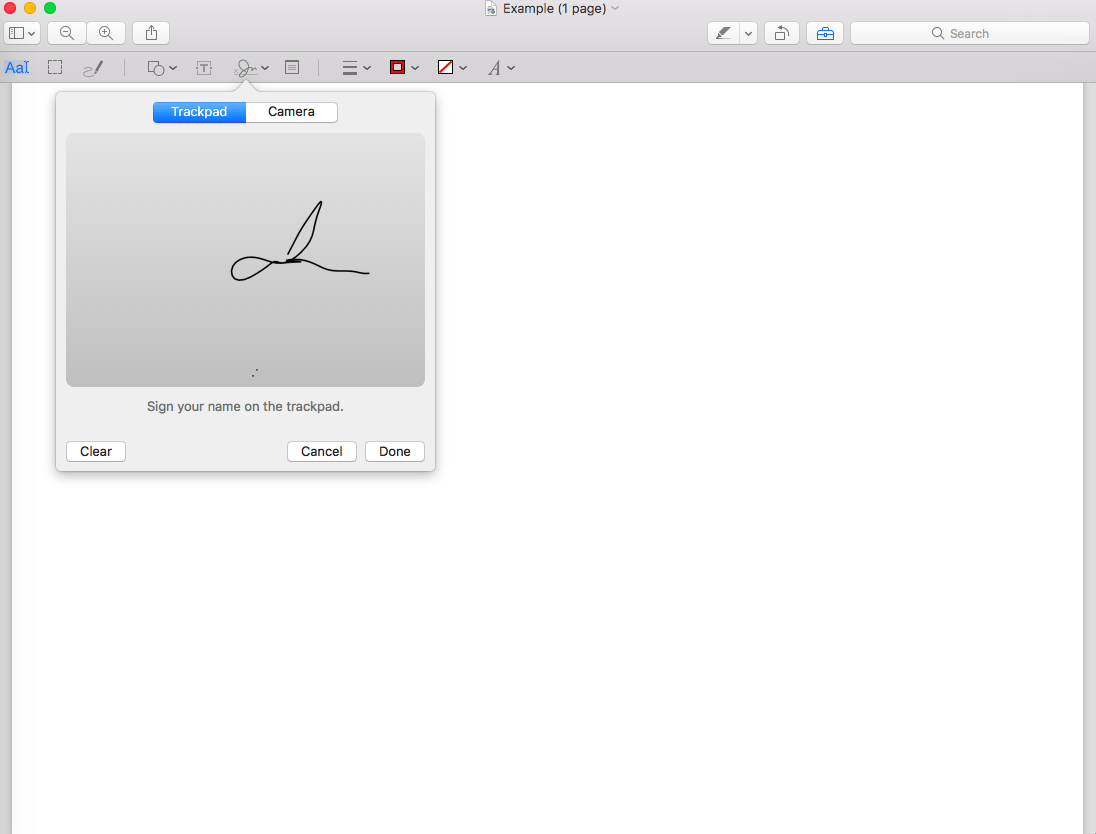 Example (1 page)
Search
AaI
T
A
Trackpad Camera
Sign your name on the trackpad.
Clear Cancel Done